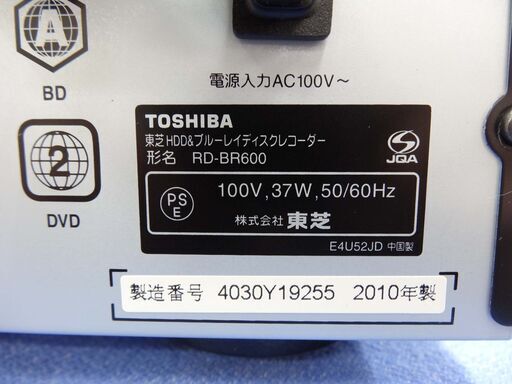 A
BD
電源入力AC100V～
TOSHIBA
東芝HDD&ブルーレイディスクレコーダー
形名 RD-BR600
JQA
2
DVD
PS
E
100V,37W,50/60Hz
株式会社 東芝
E4U52JD 中国製
製造番号 4030Y19255 2010年製